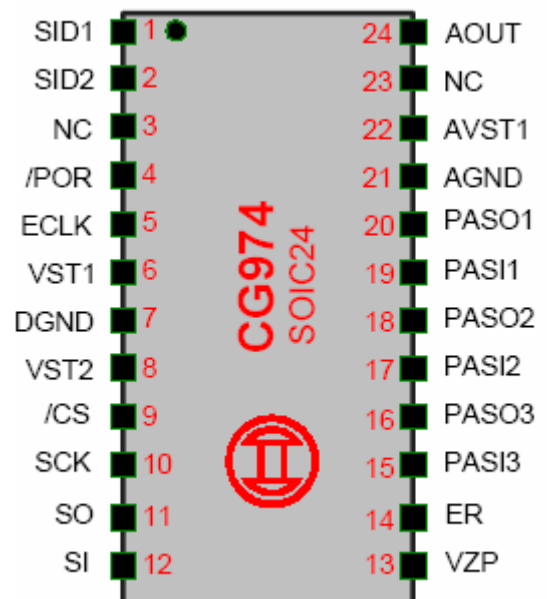 SID1 1 24 AOUT
SID2 2 23 NC
NC 3 22 AVST1
/POR 4 21 AGND
ECLK 5 20 PASO1
VST1 6 19 PASI1
DGND 7 18 PASO2
VST2 8 17 PASI2
/CS 9 16 PASO3
SCK 10 15 PASI3
SO 11 14 ER
SI 12 13 VZP
CG974
SOIC24